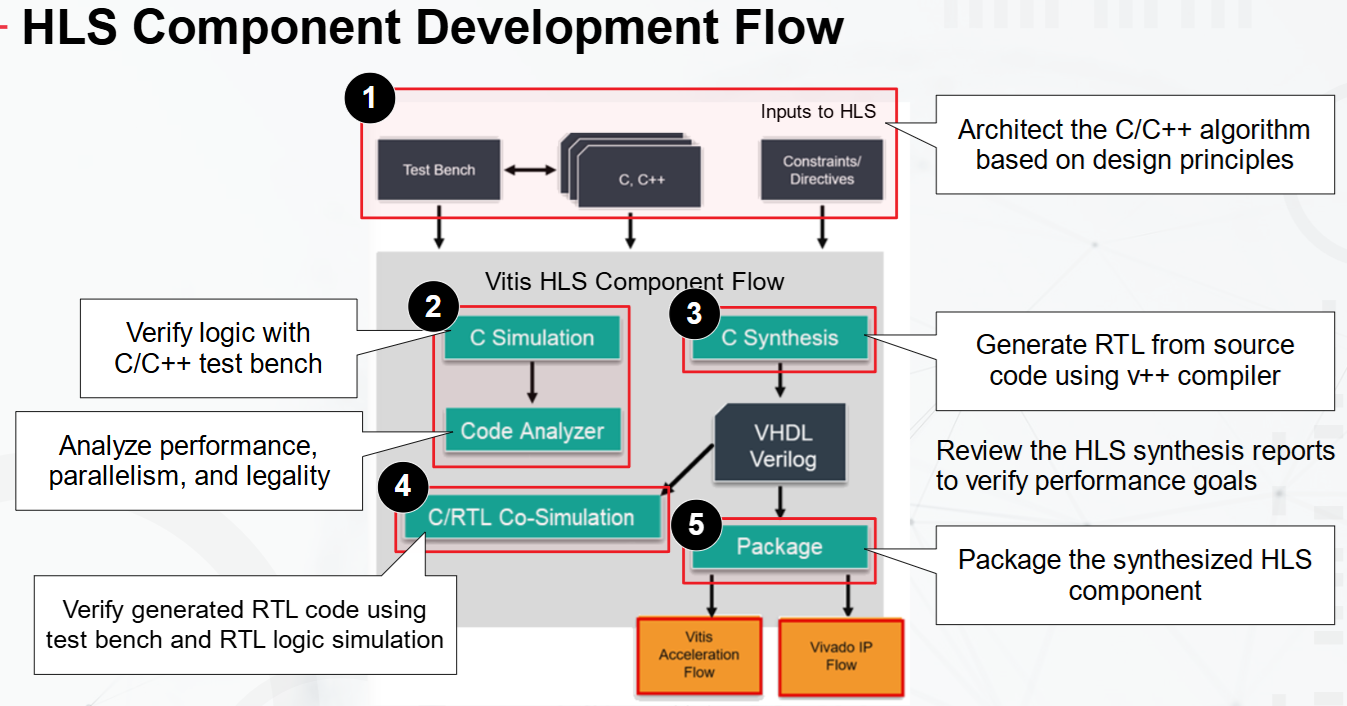 HLS Component Development Flow
1
Inputs to HLS
Test Bench
C, C++
Constraints/
Directives
Architect the C/C++ algorithm
based on design principles
Vitis HLS Component Flow
2
C Simulation
Code Analyzer
Verify logic with
C/C++ test bench
Analyze performance,
parallelism, and legality
3
C Synthesis
Generate RTL from source
code using v++ compiler
VHDL
Verilog
Review the HLS synthesis reports
to verify performance goals
4
C/RTL Co-Simulation
Verify generated RTL code using
test bench and RTL logic simulation
5
Package
Package the synthesized HLS
component
Vitis
Acceleration
Flow
Vivado IP
Flow